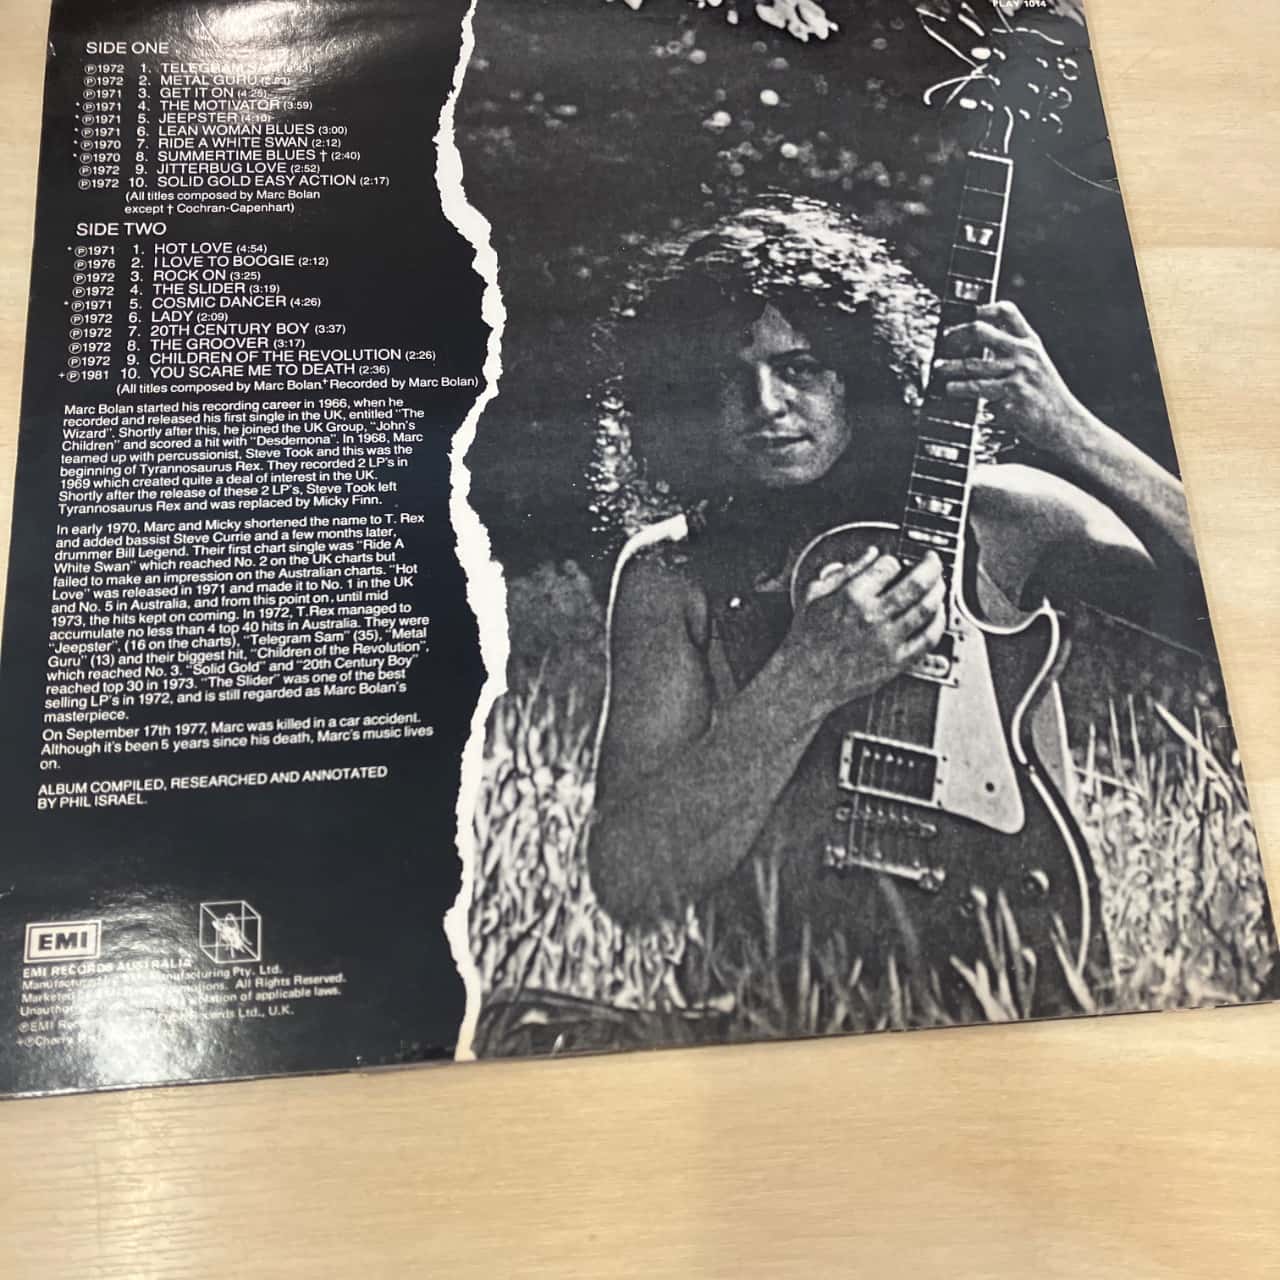 PLAY 1014
SIDE ONE
℗1972 1. TELEGRAM SAM
℗1972 2. METAL GURU
℗1971 3. GET IT ON (4:25)
*℗1971 4. THE MOTIVATOR (3:59)
*℗1971 5. JEEPSTER (4:10)
*℗1971 6. LEAN WOMAN BLUES (3:00)
*℗1970 7. RIDE A WHITE SWAN (2:12)
*℗1970 8. SUMMERTIME BLUES † (2:40)
℗1972 9. JITTERBUG LOVE (2:52)
℗1972 10. SOLID GOLD EASY ACTION (2:17)
(All titles composed by Marc Bolan
except † Cochran-Capenhart)
SIDE TWO
*℗1971 1. HOT LOVE (4:54)
℗1976 2. I LOVE TO BOOGIE (2:12)
℗1972 3. ROCK ON (3:25)
℗1972 4. THE SLIDER (3:19)
*℗1971 5. COSMIC DANCER (4:26)
℗1972 6. LADY (2:09)
℗1972 7. 20TH CENTURY BOY (3:37)
℗1972 8. THE GROOVER (3:17)
℗1972 9. CHILDREN OF THE REVOLUTION (2:26)
+℗1981 10. YOU SCARE ME TO DEATH (2:36)
(All titles composed by Marc Bolan.+ Recorded by Marc Bolan)
Marc Bolan started his recording career in 1966, when he
recorded and released his first single in the UK, entitled "The
Wizard". Shortly after this, he joined the UK Group, "John's
Children" and scored a hit with "Desdemona". In 1968, Marc
teamed up with percussionist, Steve Took and this was the
beginning of Tyrannosaurus Rex. They recorded 2 LP's in
1969 which created quite a deal of interest in the UK.
Shortly after the release of these 2 LP's, Steve Took left
Tyrannosaurus Rex and was replaced by Micky Finn.
In early 1970, Marc and Micky shortened the name to T. Rex
and added bassist Steve Currie and a few months later,
drummer Bill Legend. Their first chart single was "Ride A
White Swan" which reached No. 2 on the UK charts but
failed to make an impression on the Australian charts. "Hot
Love" was released in 1971 and made it to No. 1 in the UK
and No. 5 in Australia, and from this point on, until mid
1973, the hits kept on coming. In 1972, T.Rex managed to
accumulate no less than 4 top 40 hits in Australia. They were
"Jeepster", (16 on the charts), "Telegram Sam" (35), "Metal
Guru" (13) and their biggest hit, "Children of the Revolution",
which reached No. 3. "Solid Gold" and "20th Century Boy"
reached top 30 in 1973. "The Slider" was one of the best
selling LP's in 1972, and is still regarded as Marc Bolan's
masterpiece.
On September 17th 1977, Marc was killed in a car accident.
Although it's been 5 years since his death, Marc's music lives
on.
ALBUM COMPILED, RESEARCHED AND ANNOTATED
BY PHIL ISRAEL.
EMI
EMI RECORDS AUSTRALIA
Manufactured by Manufacturing Pty. Ltd.
Marketed Promotions. All Rights Reserved.
of applicable laws.
℗EMI Records Ltd., U.K.
+℗Cherry